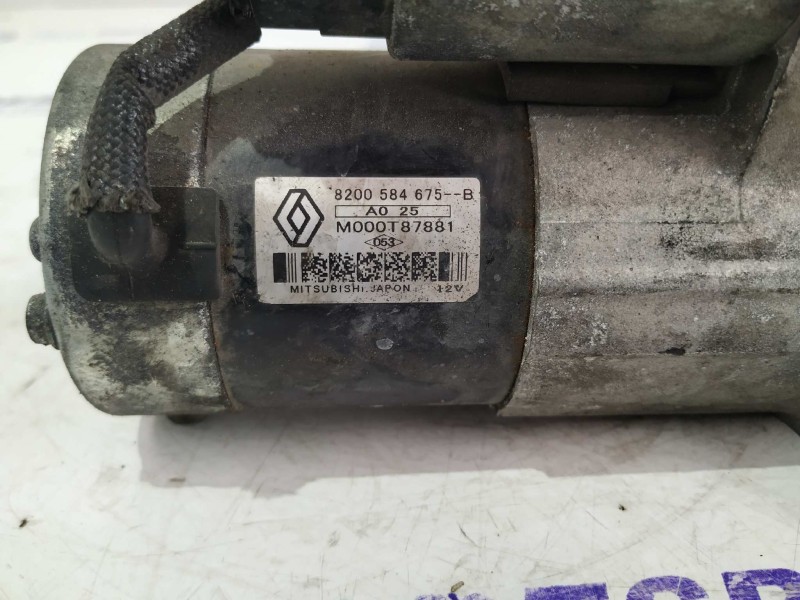 8200 584 675--B
A0 25
M000T87881
053
MITSUBISHI.JAPON. 12V